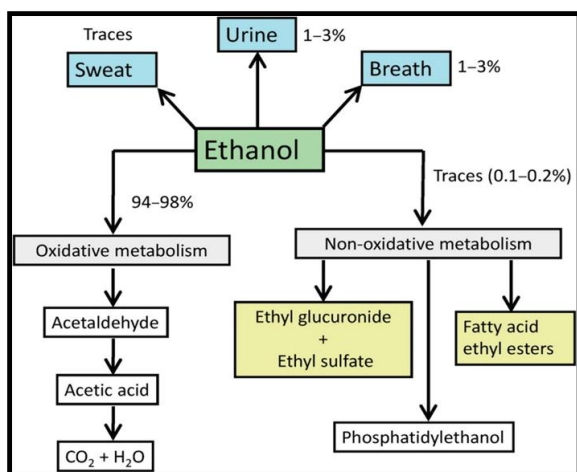 Traces
Urine
1–3%
Sweat
Breath
1–3%
Ethanol
Traces (0.1–0.2%)
94–98%
Oxidative metabolism
Non-oxidative metabolism
Acetaldehyde
Ethyl glucuronide
+
Ethyl sulfate
Fatty acid
ethyl esters
Acetic acid
Phosphatidylethanol
CO₂ + H₂O